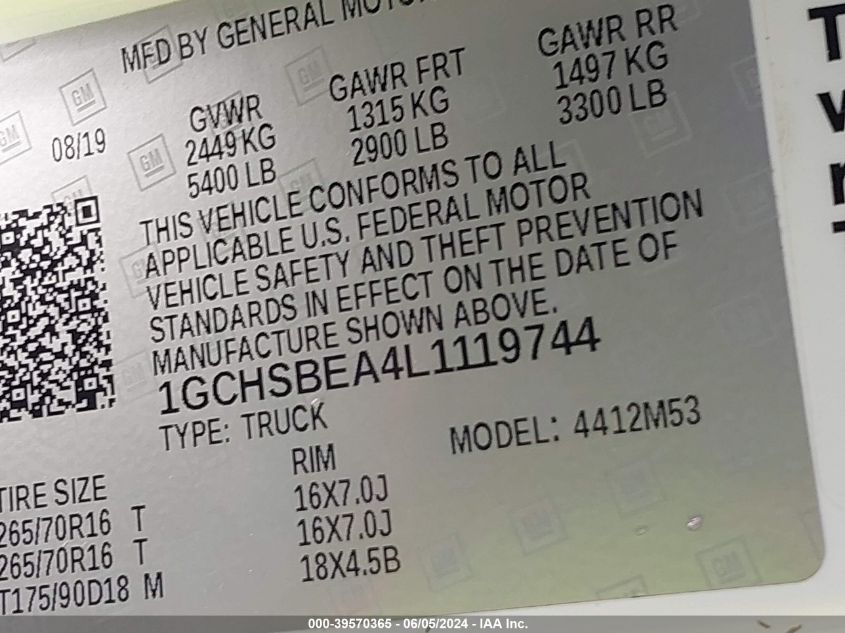 MFD BY GENERAL
08/19
GVWR
2449 KG
5400 LB
GAWR FRT
1315 KG
2900 LB
GAWR RR
1497 KG
3300 LB
THIS VEHICLE CONFORMS TO ALL
APPLICABLE U.S. FEDERAL MOTOR
VEHICLE SAFETY AND THEFT PREVENTION
STANDARDS IN EFFECT ON THE DATE OF
MANUFACTURE SHOWN ABOVE.
1GCHSBEA4L1119744
TYPE: TRUCK
MODEL: 4412M53
TIRE SIZE RIM
265/70R16 T 16X7.0J
265/70R16 T 16X7.0J
T175/90D18 M 18X4.5B
GM
000-39570365 - 06/05/2024 - IAA Inc.